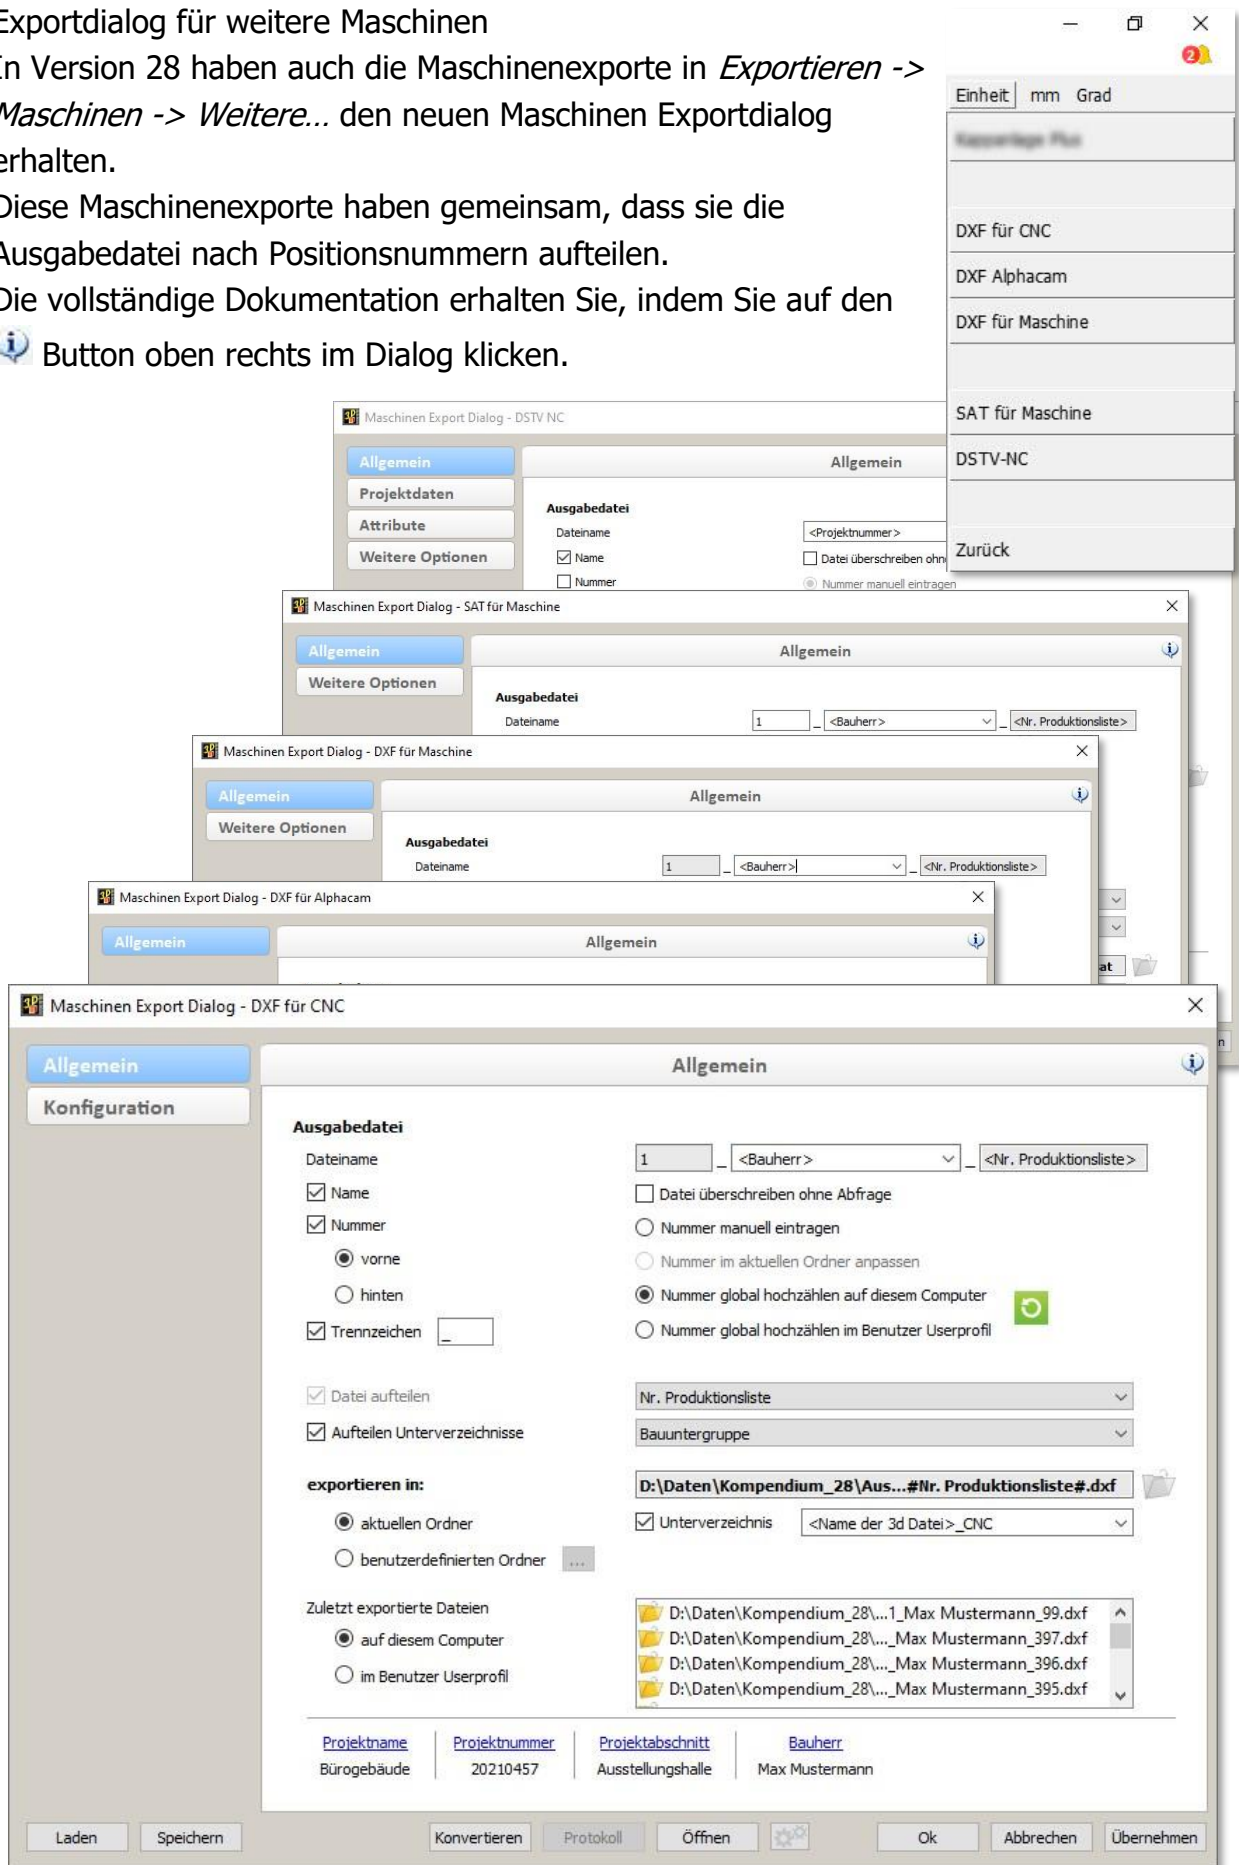 Exportdialog für weitere Maschinen
In Version 28 haben auch die Maschinenexporte in Exportieren ->
Maschinen -> Weitere... den neuen Maschinen Exportdialog
erhalten.
Diese Maschinenexporte haben gemeinsam, dass sie die
Ausgabedatei nach Positionsnummern aufteilen.
Die vollständige Dokumentation erhalten Sie, indem Sie auf den
Button oben rechts im Dialog klicken.
2
Einheit mm Grad
DXF für CNC
DXF Alphacam
DXF für Maschine
SAT für Maschine
DSTV-NC
Zurück
Maschinen Export Dialog - DSTV NC
Allgemein
Projektdaten
Attribute
Weitere Optionen
Allgemein
Ausgabedatei
Dateiname <Projektnummer>
Name Datei überschreiben ohne
Nummer Nummer manuell eintragen
Maschinen Export Dialog - SAT für Maschine
Allgemein
Weitere Optionen
Allgemein
Ausgabedatei
Dateiname 1 _ <Bauherr> _ <Nr. Produktionsliste>
Maschinen Export Dialog - DXF für Maschine
Allgemein
Weitere Optionen
Allgemein
Ausgabedatei
Dateiname 1 _ <Bauherr> _ <Nr. Produktionsliste>
at
Maschinen Export Dialog - DXF für Alphacam
Allgemein
Allgemein
n
Maschinen Export Dialog - DXF für CNC
Allgemein
Konfiguration
Allgemein
Ausgabedatei
Dateiname 1 _ <Bauherr> _ <Nr. Produktionsliste>
Name Datei überschreiben ohne Abfrage
Nummer Nummer manuell eintragen
vorne Nummer im aktuellen Ordner anpassen
hinten Nummer global hochzählen auf diesem Computer
Trennzeichen _ Nummer global hochzählen im Benutzer Userprofil
Datei aufteilen Nr. Produktionsliste
Aufteilen Unterverzeichnisse Bauuntergruppe
exportieren in: D:\Daten\Kompendium_28\Aus...#Nr. Produktionsliste#.dxf
aktuellen Ordner Unterverzeichnis <Name der 3d Datei>_CNC
benutzerdefinierten Ordner ...
Zuletzt exportierte Dateien
auf diesem Computer
im Benutzer Userprofil
D:\Daten\Kompendium_28\...1_Max Mustermann_99.dxf
D:\Daten\Kompendium_28\..._Max Mustermann_397.dxf
D:\Daten\Kompendium_28\..._Max Mustermann_396.dxf
D:\Daten\Kompendium_28\..._Max Mustermann_395.dxf
Projektname Projektnummer Projektabschnitt Bauherr
Bürogebäude 20210457 Ausstellungshalle Max Mustermann
Laden Speichern Konvertieren Protokoll Öffnen Ok Abbrechen Übernehmen